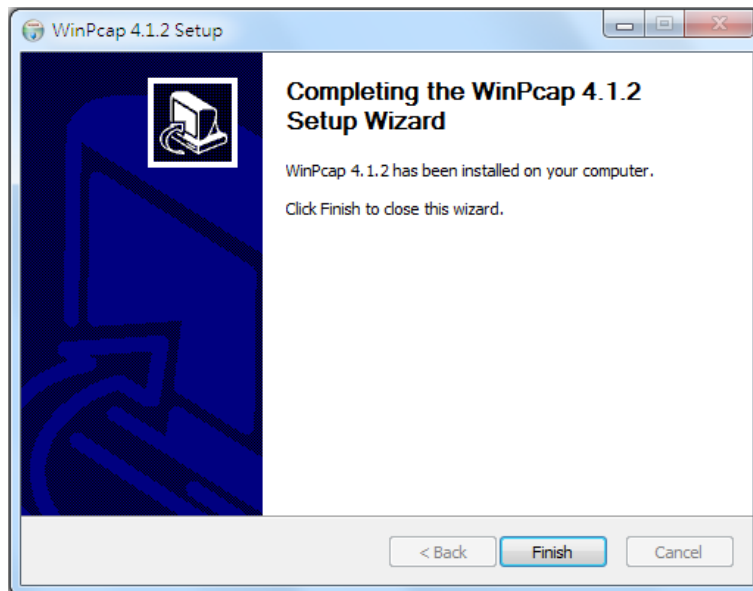 WinPcap 4.1.2 Setup
Completing the WinPcap 4.1.2
Setup Wizard
WinPcap 4.1.2 has been installed on your computer.
Click Finish to close this wizard.
< Back
Finish
Cancel